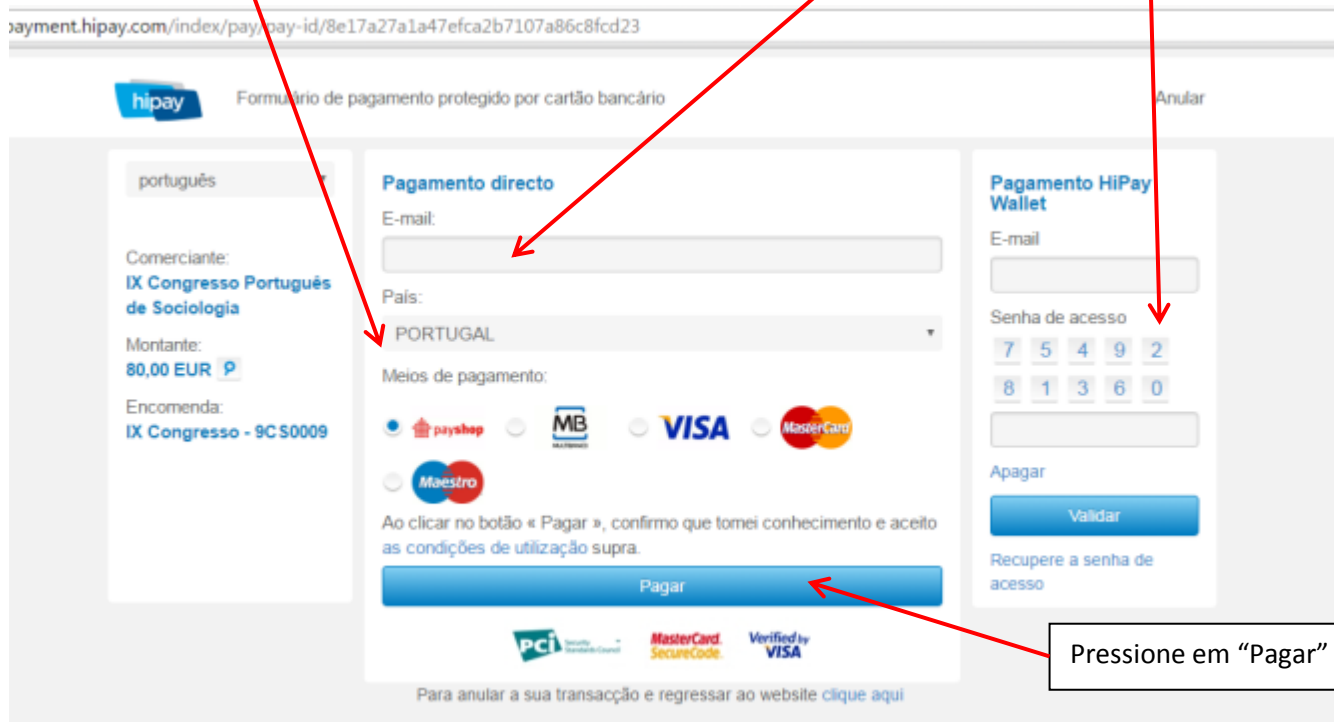 payment.hipay.com/index/pay/pay-id/8e17a27a1a47efca2b7107a86c8fcd23
hipay
Formulário de pagamento protegido por cartão bancário
Anular
português
Comerciante:
IX Congresso Português
de Sociologia
Montante:
80,00 EUR
Encomenda:
IX Congresso - 9CS0009
Pagamento directo
E-mail:
País:
PORTUGAL
Meios de pagamento:
payshop
MB
MULTIBANCO
VISA
MasterCard
Maestro
Ao clicar no botão « Pagar », confirmo que tomei conhecimento e aceito
as condições de utilização supra.
Pagar
PCI Security
Standards Council
MasterCard.
SecureCode.
Verified by
VISA
Para anular a sua transacção e regressar ao website clique aqui
Pagamento HiPay
Wallet
E-mail
Senha de acesso
7 5 4 9 2
8 1 3 6 0
Apagar
Validar
Recupere a senha de
acesso
Pressione em “Pagar”